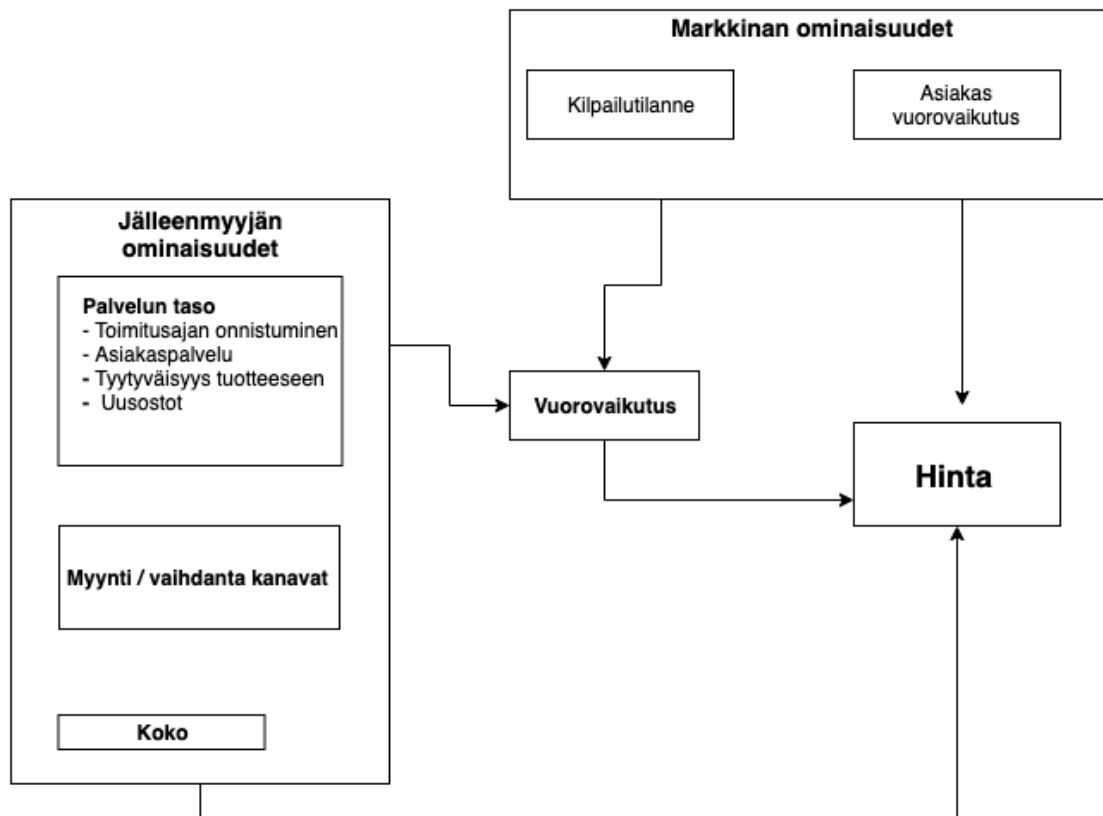 Markkinan ominaisuudet
Kilpailutilanne
Asiakas
vuorovaikutus
Jälleenmyyjän
ominaisuudet
Palvelun taso
- Toimitusajan onnistuminen
- Asiakaspalvelu
- Tyytyväisyys tuotteeseen
- Uusostot
Myynti / vaihdanta kanavat
Koko
Vuorovaikutus
Hinta